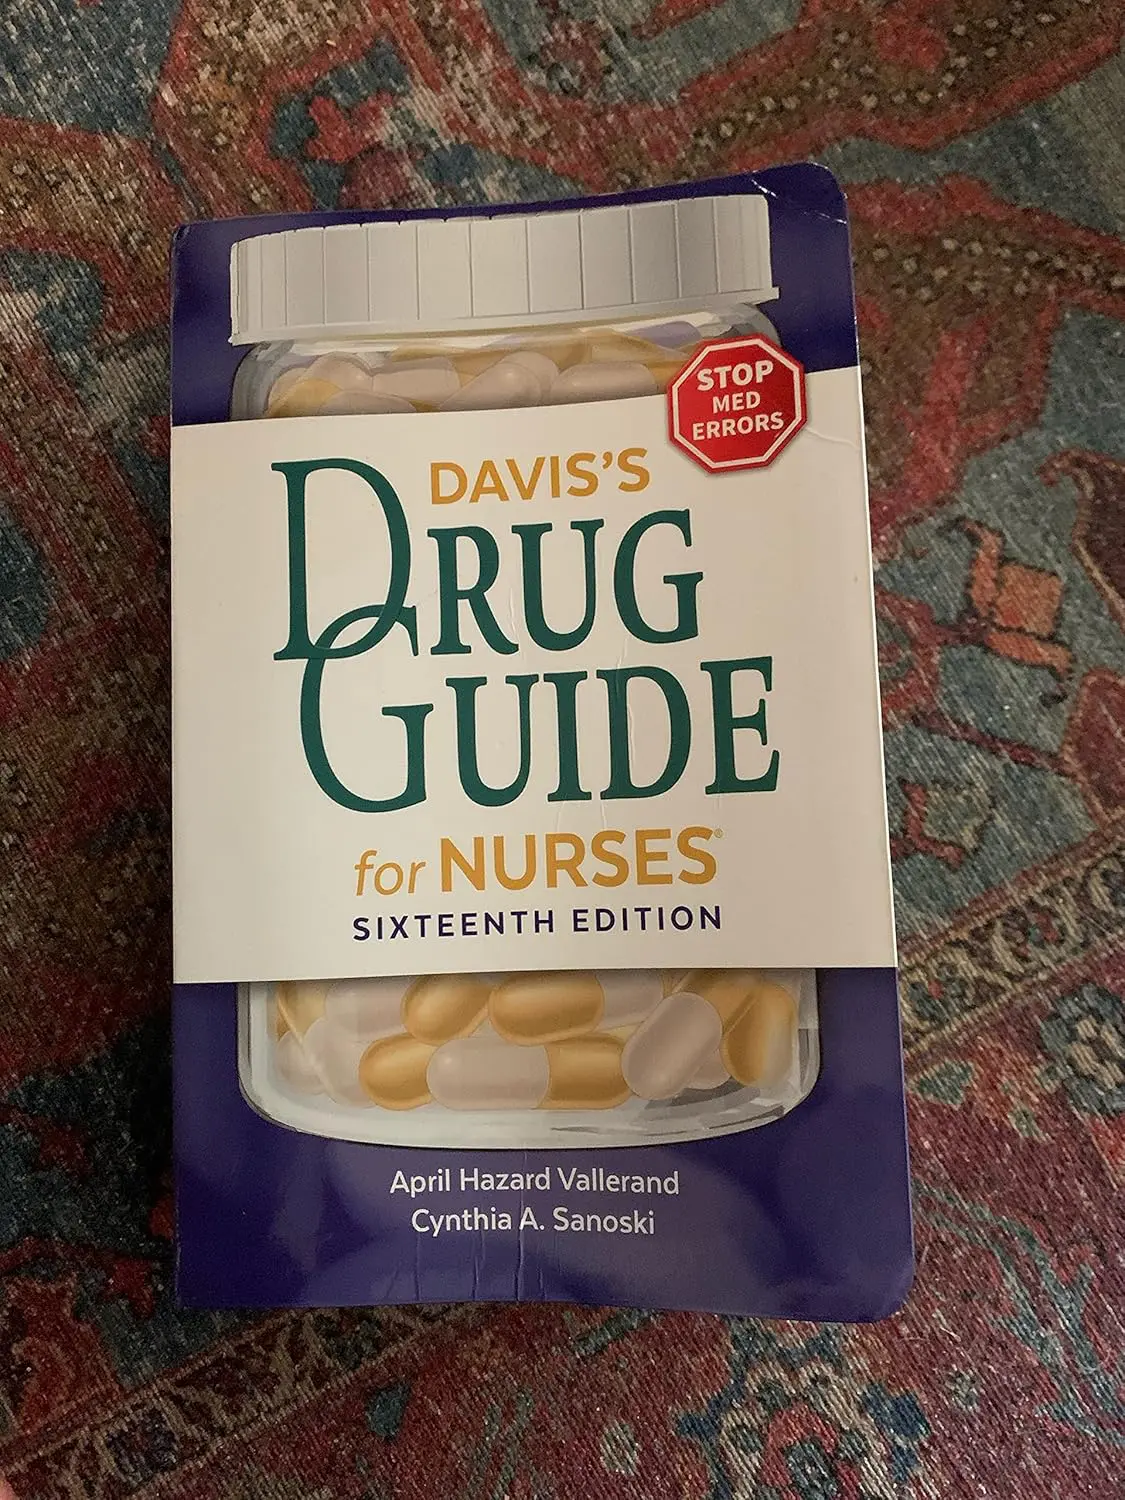 STOP
MED
ERRORS
DAVIS'S
DRUG
GUIDE
for NURSES®
SIXTEENTH EDITION
April Hazard Vallerand
Cynthia A. Sanoski